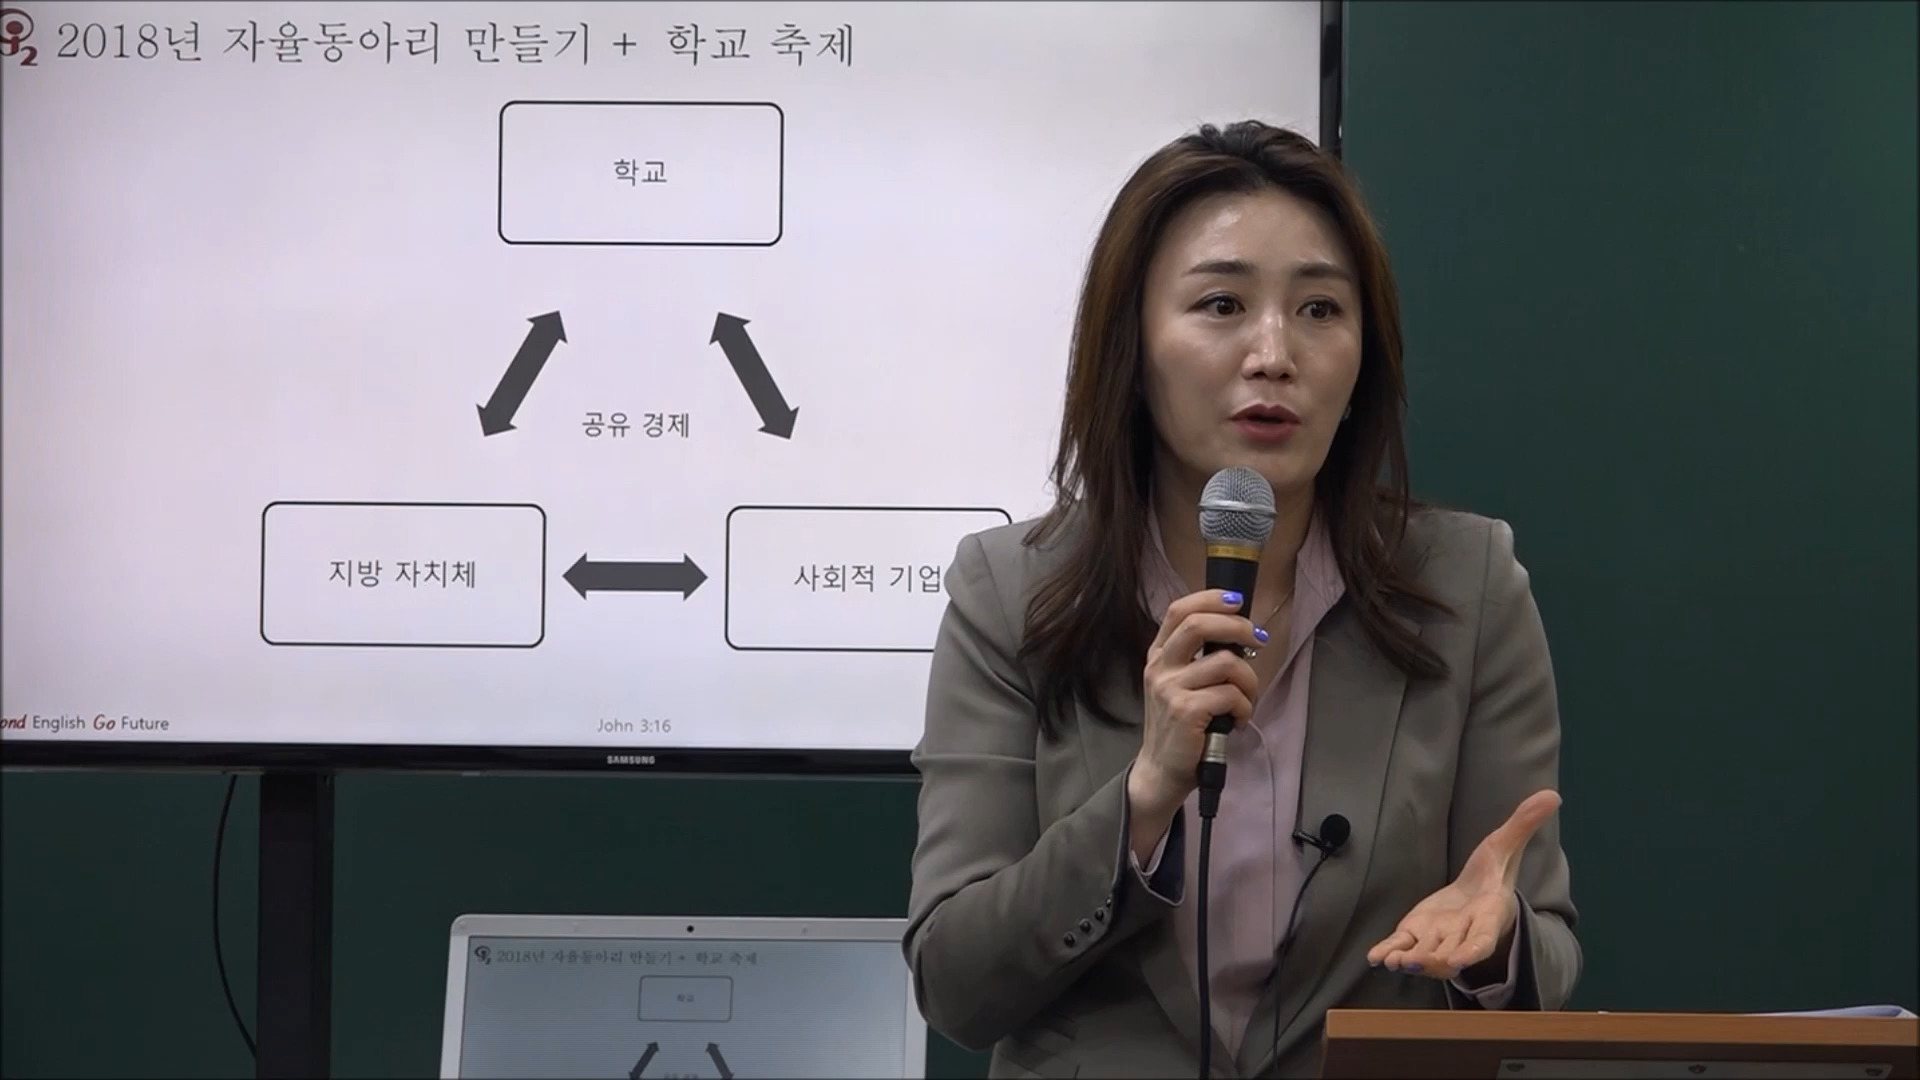 2018년 자율동아리 만들기 + 학교 축제
학교
공유 경제
지방 자치체
사회적 기업
ond English Go Future
John 3:16
SAMSUNG
2018년 자율동아리 만들기 + 학교 축제
학교